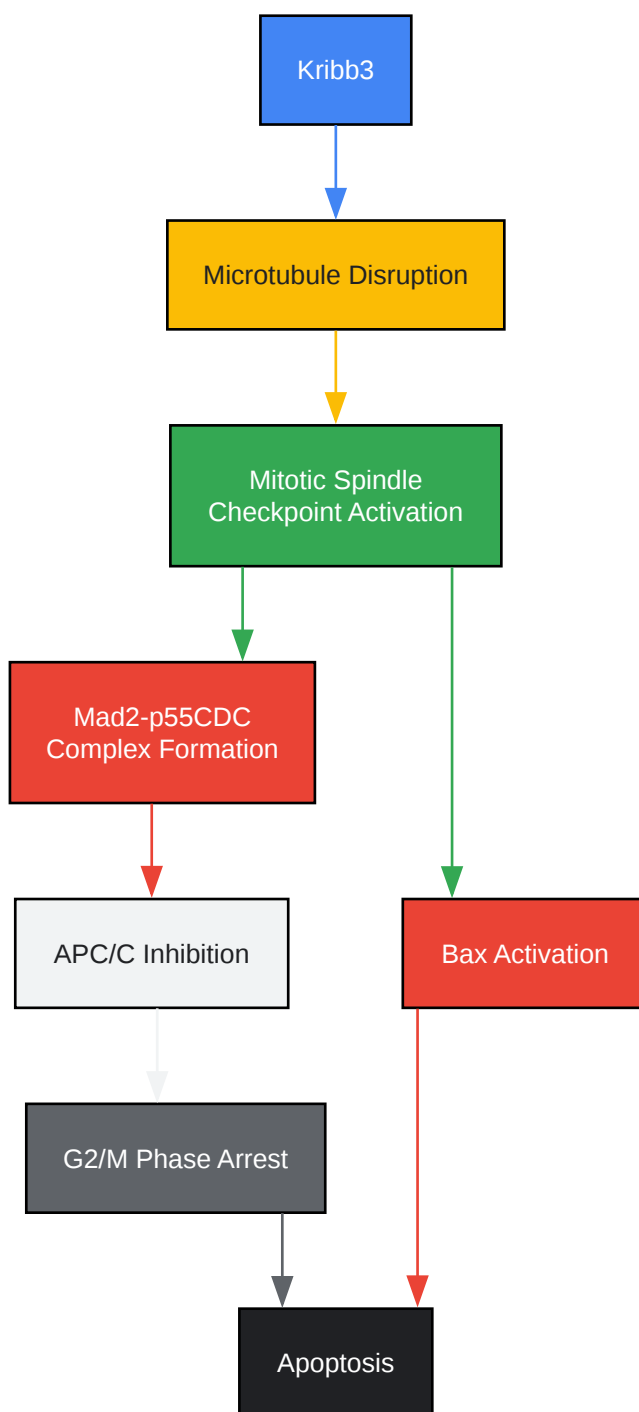 Kribb3
Microtubule Disruption
Mitotic Spindle
Checkpoint Activation
Mad2-p55CDC
Complex Formation
APC/C Inhibition
Bax Activation
G2/M Phase Arrest
Apoptosis